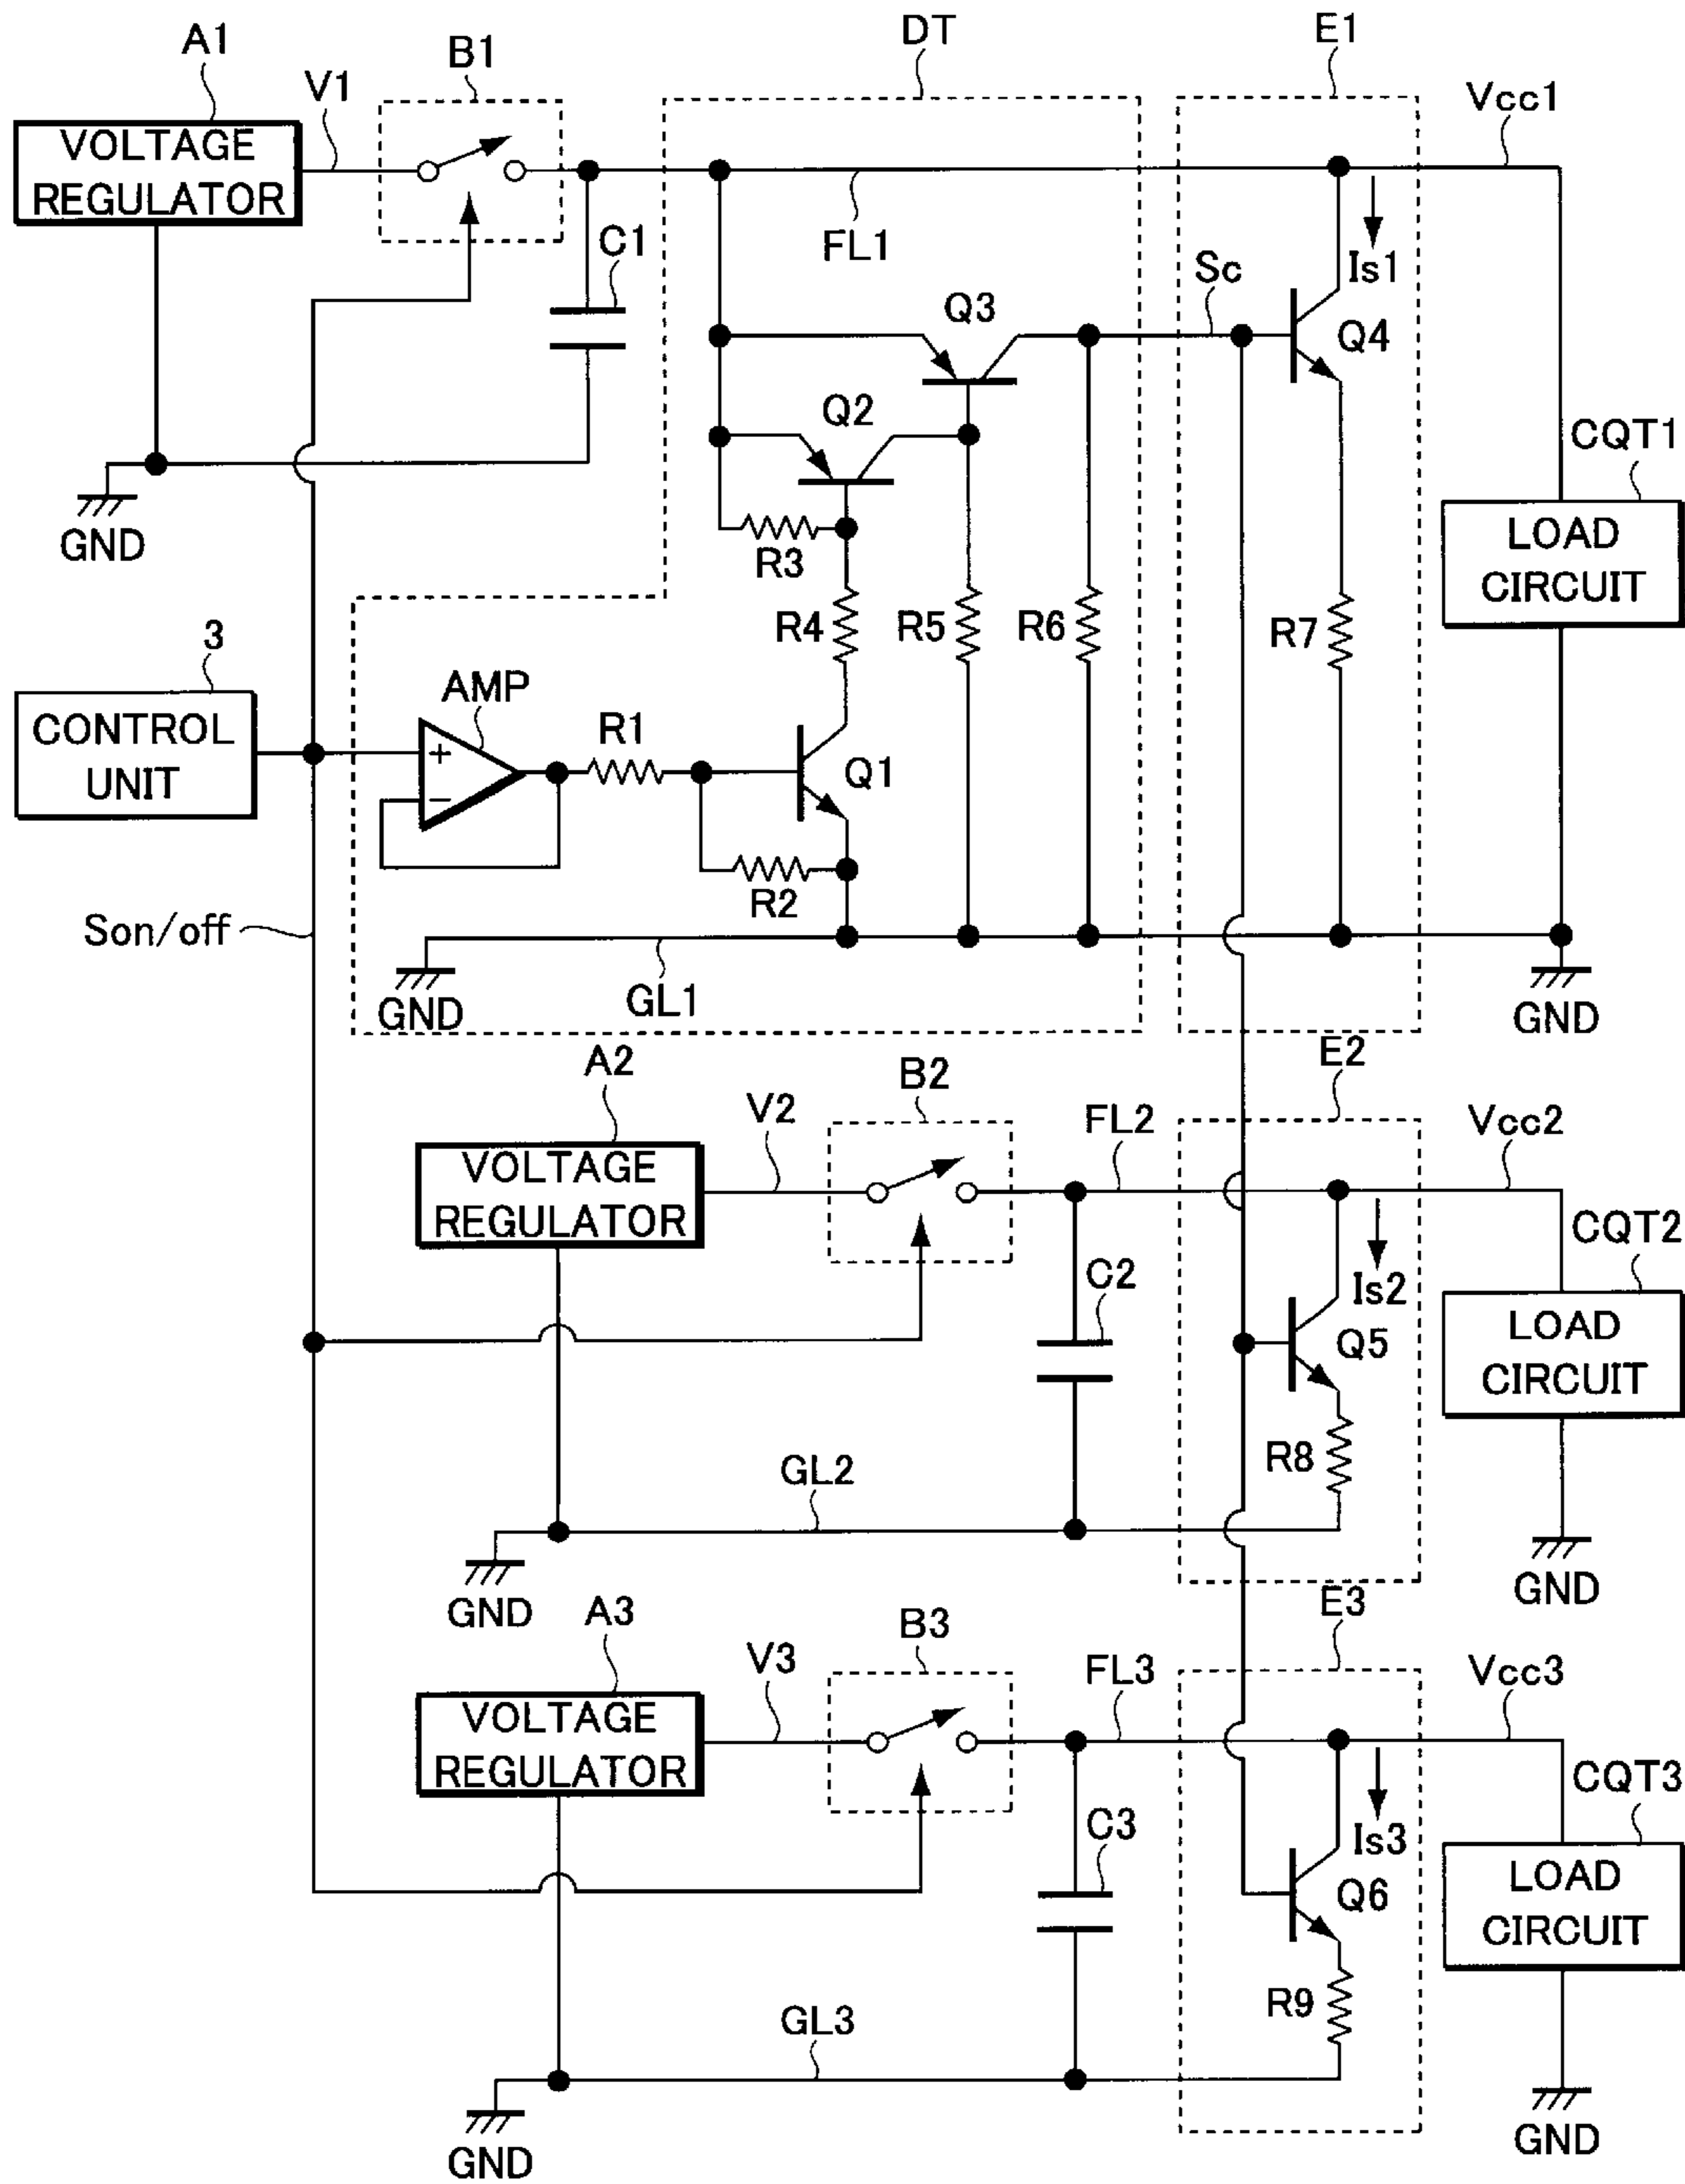 A1
V1
B1
DT
E1
Vcc1
VOLTAGE
REGULATOR
C1
FL1
Sc
Is1
Q3
Q4
Q2
CQT1
GND
R3
LOAD
CIRCUIT
R4
R5
R6
R7
3
CONTROL
UNIT
AMP
+
−
R1
Q1
R2
Son/off
GND
GL1
GND
A2
V2
B2
FL2
E2
Vcc2
VOLTAGE
REGULATOR
C2
Is2
Q5
CQT2
LOAD
CIRCUIT
R8
GL2
GND
GND
A3
V3
B3
FL3
E3
Vcc3
VOLTAGE
REGULATOR
C3
Is3
Q6
CQT3
LOAD
CIRCUIT
R9
GL3
GND
GND